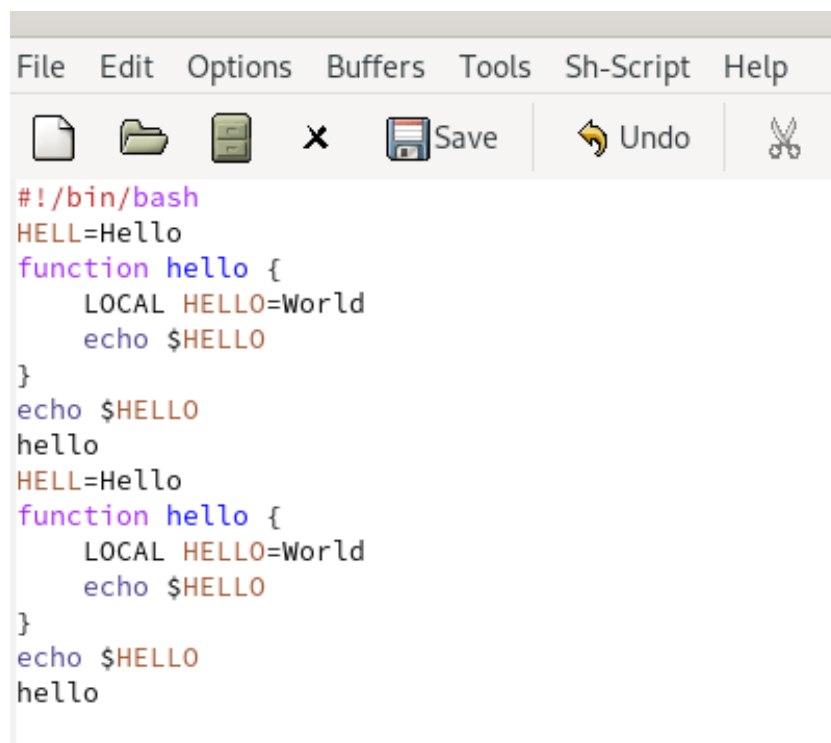 File Edit Options Buffers Tools Sh-Script Help
Save Undo
#!/bin/bash
HELL=Hello
function hello {
    LOCAL HELLO=World
    echo $HELLO
}
echo $HELLO
hello
HELL=Hello
function hello {
    LOCAL HELLO=World
    echo $HELLO
}
echo $HELLO
hello